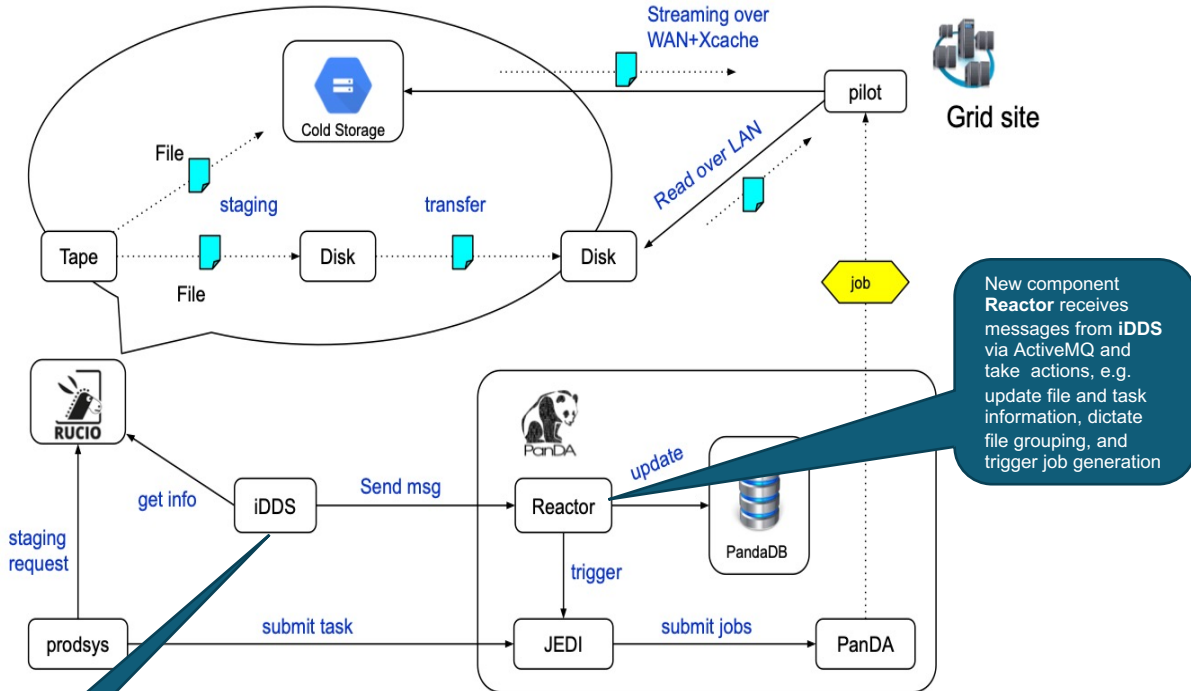 Streaming over
WAN+Xcache
Cold Storage
pilot
Grid site
File
Read over LAN
staging
transfer
Tape
Disk
Disk
File
job
New component
Reactor receives
messages from iDDS
via ActiveMQ and
take actions, e.g.
update file and task
information, dictate
file grouping, and
trigger job generation
RUCIO
PanDA
update
get info
Send msg
iDDS
Reactor
staging
request
PandaDB
trigger
submit task
submit jobs
prodsys
JEDI
PanDA